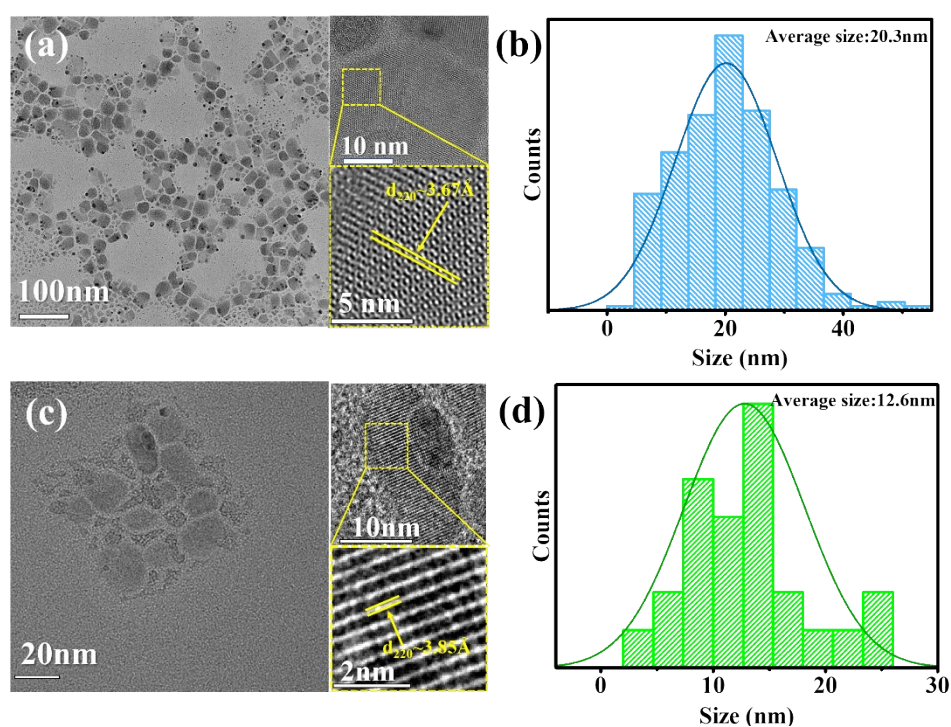 (a)
100nm
10 nm
d220~3.67Å
5 nm
(b)
Average size:20.3nm
Counts
0 20 40
Size (nm)
(c)
20nm
10nm
d220~3.85Å
2nm
(d)
Average size:12.6nm
Counts
0 10 20 30
Size (nm)